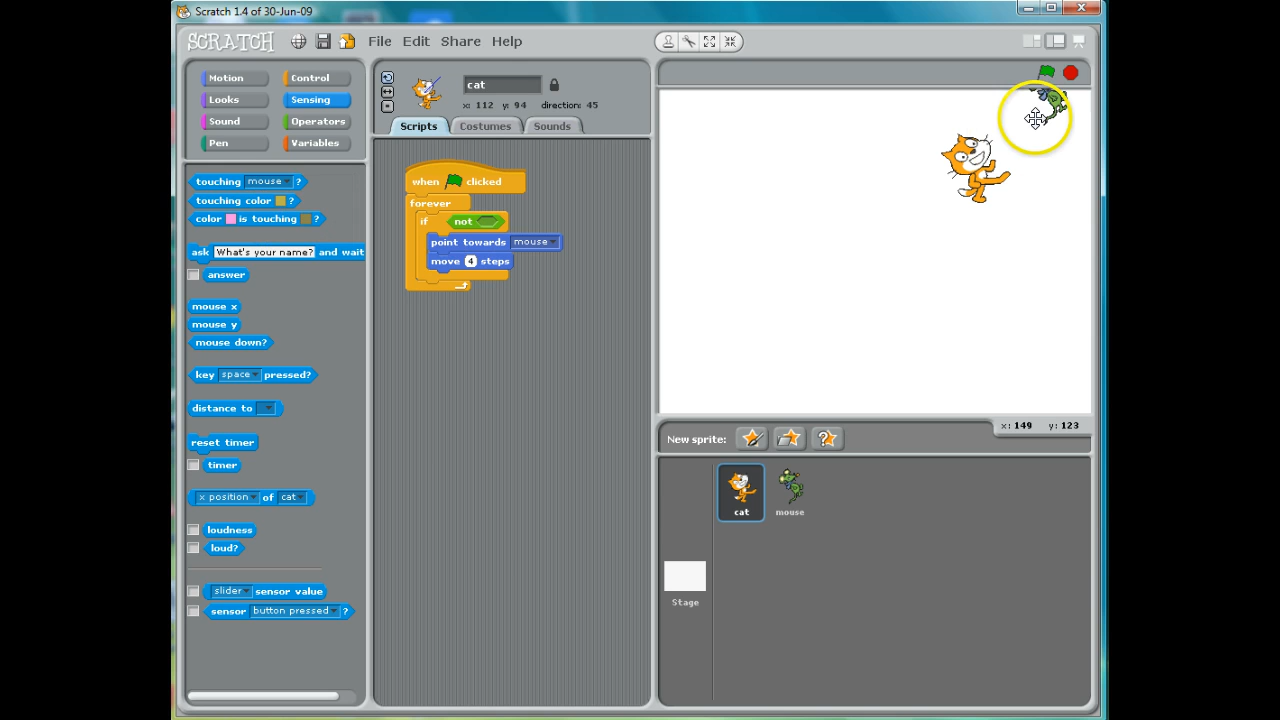 Scratch 1.4 of 30-Jun-09
SCRATCH File Edit Share Help
Motion Control
Looks Sensing
Sound Operators
Pen Variables
touching mouse ?
touching color ?
color is touching ?
ask What's your name? and wait
answer
mouse x
mouse y
mouse down?
key space pressed?
distance to
reset timer
timer
x position of cat
loudness
loud?
slider sensor value
sensor button pressed ?
cat
x: 112 y: 94 direction: 45
Scripts Costumes Sounds
when clicked
forever
if not
point towards mouse
move 4 steps
x: 149 y: 123
New sprite:
cat
mouse
Stage